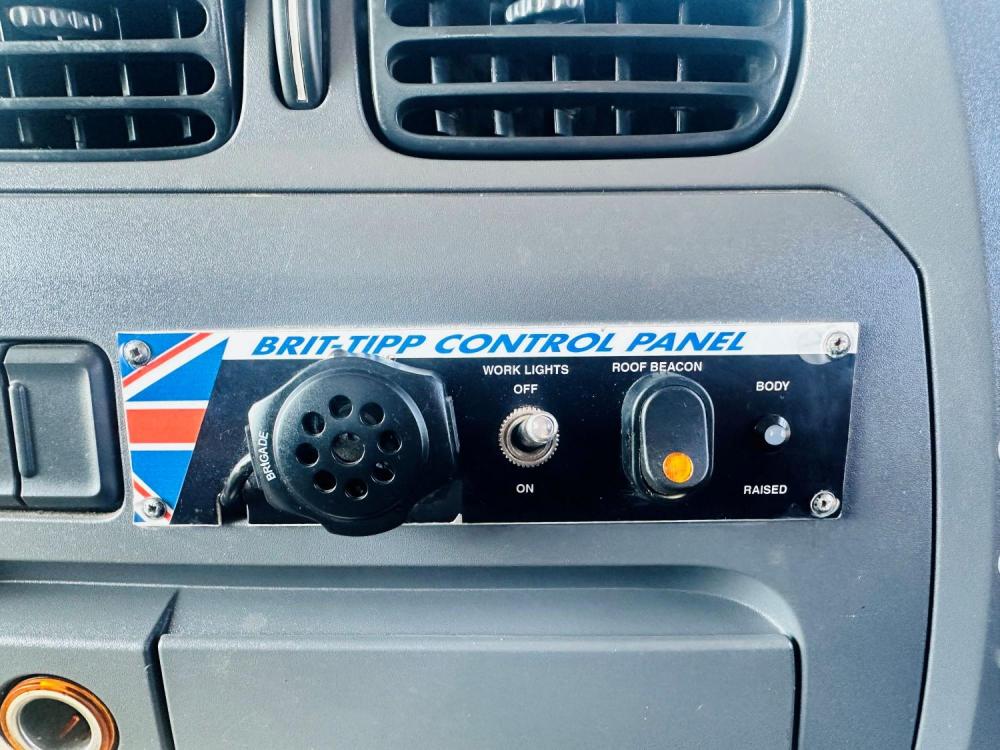 BRIT-TIPP CONTROL PANEL
BRIGADE
WORK LIGHTS
OFF
ON
ROOF BEACON
BODY
RAISED